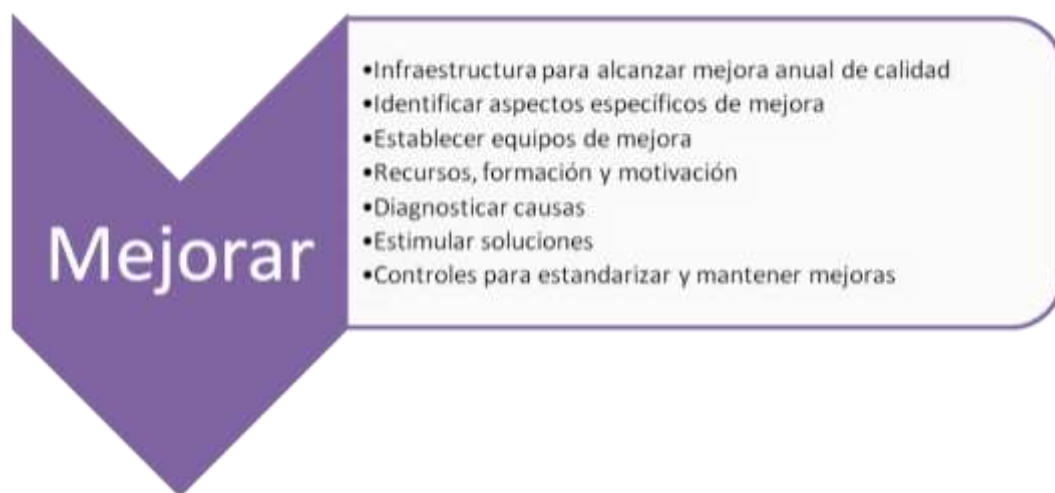 Mejorar
•Infraestructura para alcanzar mejora anual de calidad
•Identificar aspectos específicos de mejora
•Establecer equipos de mejora
•Recursos, formación y motivación
•Diagnosticar causas
•Estimular soluciones
•Controles para estandarizar y mantener mejoras